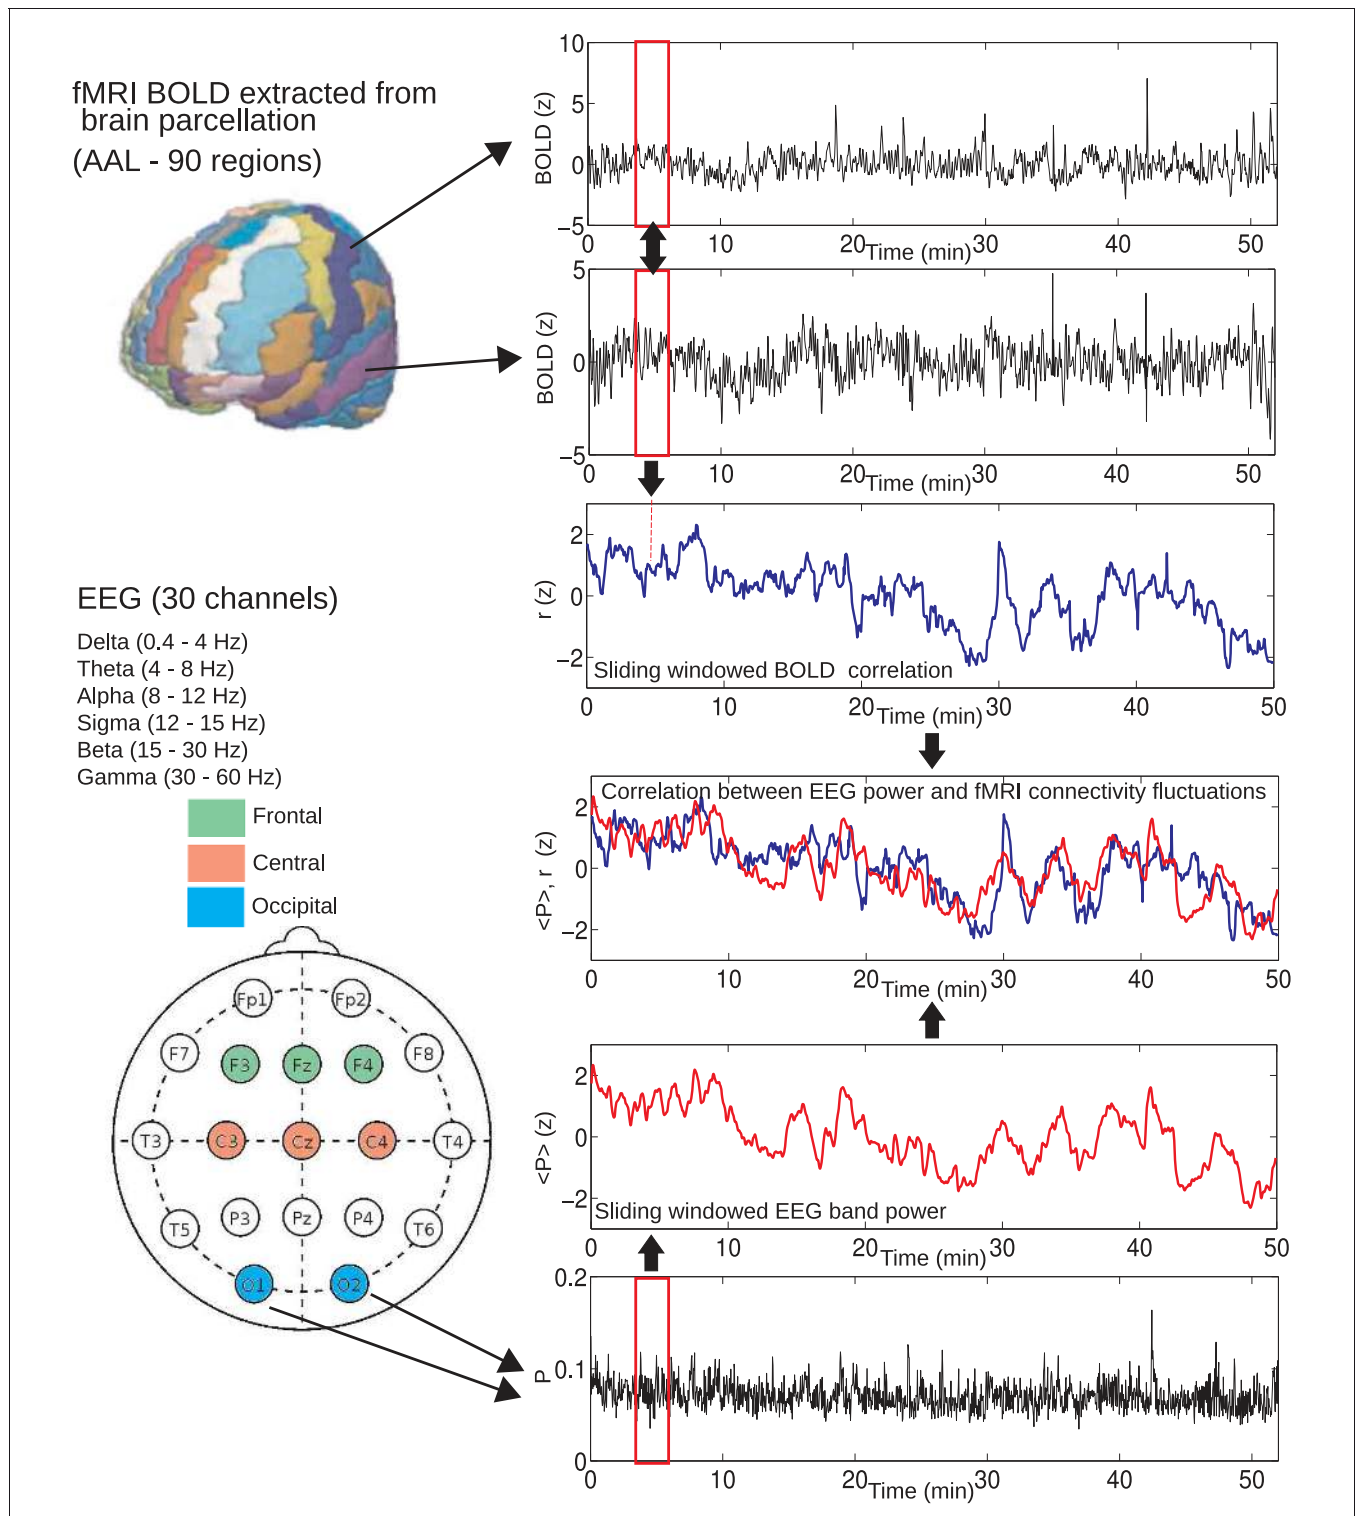 fMRI BOLD extracted from
brain parcellation
(AAL - 90 regions)
10
5
0
−5
BOLD (z)
0 10 20 30 40 50
Time (min)
5
0
−5
BOLD (z)
0 10 20 30 40 50
Time (min)
2
0
−2
r (z)
Sliding windowed BOLD correlation
0 10 20 30 40 50
Time (min)
EEG (30 channels)
Delta (0.4 - 4 Hz)
Theta (4 - 8 Hz)
Alpha (8 - 12 Hz)
Sigma (12 - 15 Hz)
Beta (15 - 30 Hz)
Gamma (30 - 60 Hz)
Frontal
Central
Occipital
Correlation between EEG power and fMRI connectivity fluctuations
2
0
−2
<P>, r (z)
0 10 20 30 40 50
Time (min)
Fp1 Fp2
F7 F3 Fz F4 F8
T3 C3 Cz C4 T4
T5 P3 Pz P4 T6
O1 O2
2
0
−2
<P> (z)
Sliding windowed EEG band power
0 10 20 30 40 50
Time (min)
0.2
0.1
0
P
0 10 20 30 40 50
Time (min)